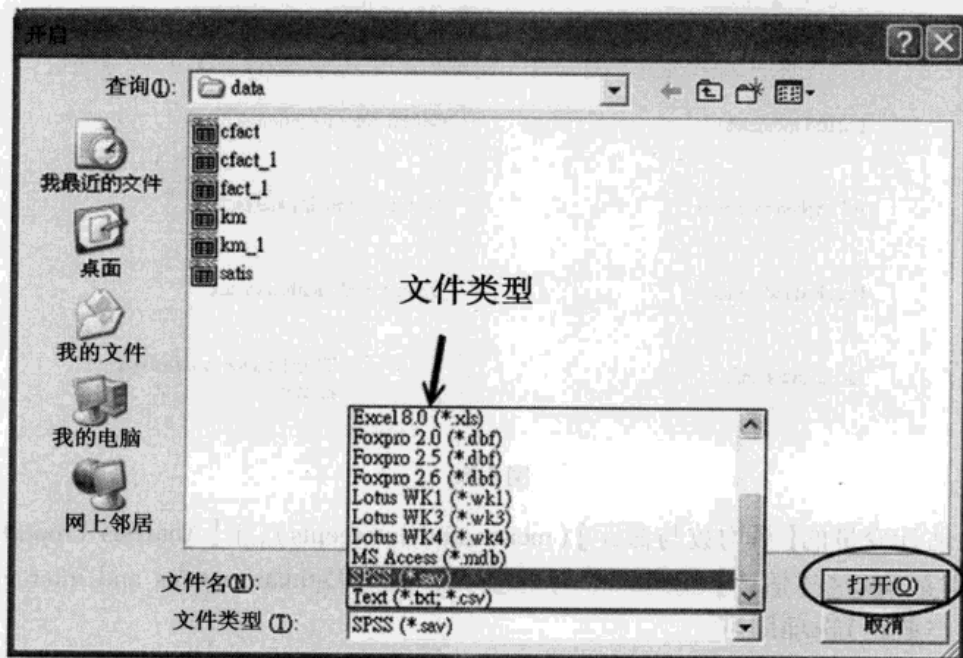 开启
查询(I):
data
我最近的文件
桌面
我的文件
我的电脑
网上邻居
cfact
cfact_1
fact_1
km
km_1
satis
文件类型
Excel 8.0 (*.xls)
Foxpro 2.0 (*.dbf)
Foxpro 2.5 (*.dbf)
Foxpro 2.6 (*.dbf)
Lotus WK1 (*.wk1)
Lotus WK3 (*.wk3)
Lotus WK4 (*.wk4)
MS Access (*.mdb)
SPSS (*.sav)
Text (*.txt; *.csv)
文件名(N):
打开(O)
文件类型(T):
SPSS (*.sav)
取消